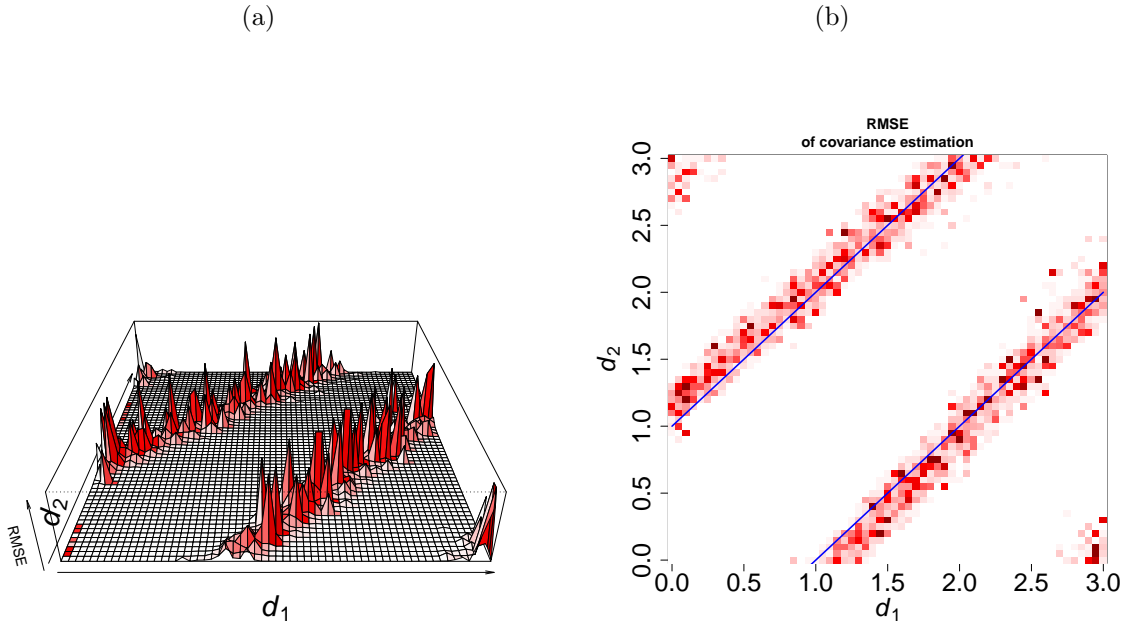 (a)
(b)
RMSE
d₂
d₁
RMSE
of covariance estimation
3.0
2.5
2.0
1.5
1.0
0.5
0.0
d₂
0.0 0.5 1.0 1.5 2.0 2.5 3.0
d₁